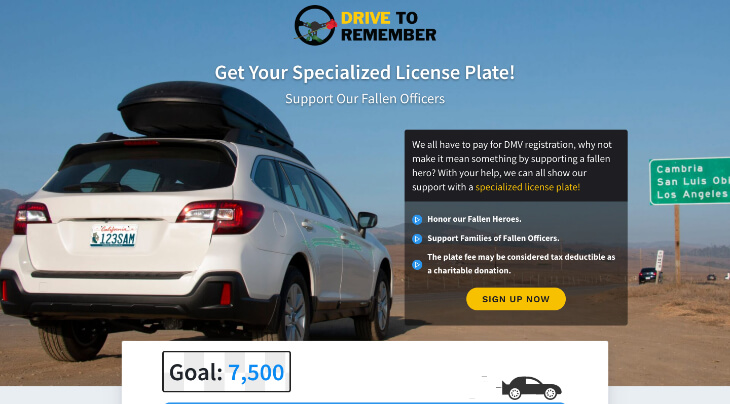 DRIVE TO
REMEMBER
Get Your Specialized License Plate!
Support Our Fallen Officers
We all have to pay for DMV registration, why not
make it mean something by supporting a fallen
hero? With your help, we can all show our
support with a specialized license plate!
Honor our Fallen Heroes.
Support Families of Fallen Officers.
The plate fee may be considered tax deductible as
a charitable donation.
SIGN UP NOW
Cambria
San Luis Obi
Los Angeles
California
123SAM
Goal: 7,500